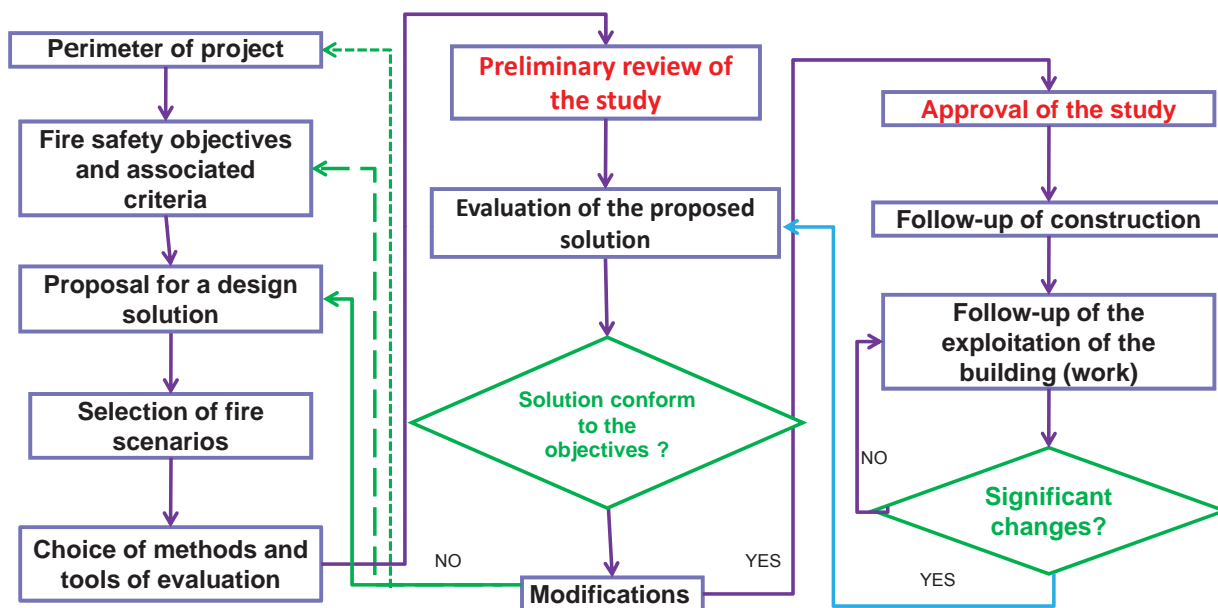 Perimeter of project
Fire safety objectives
and associated
criteria
Proposal for a design
solution
Selection of fire
scenarios
Choice of methods and
tools of evaluation
Preliminary review of
the study
Evaluation of the proposed
solution
Solution conform
to the
objectives ?
NO
YES
Modifications
Approval of the study
Follow-up of construction
Follow-up of the
exploitation of the
building (work)
NO
Significant
changes?
YES